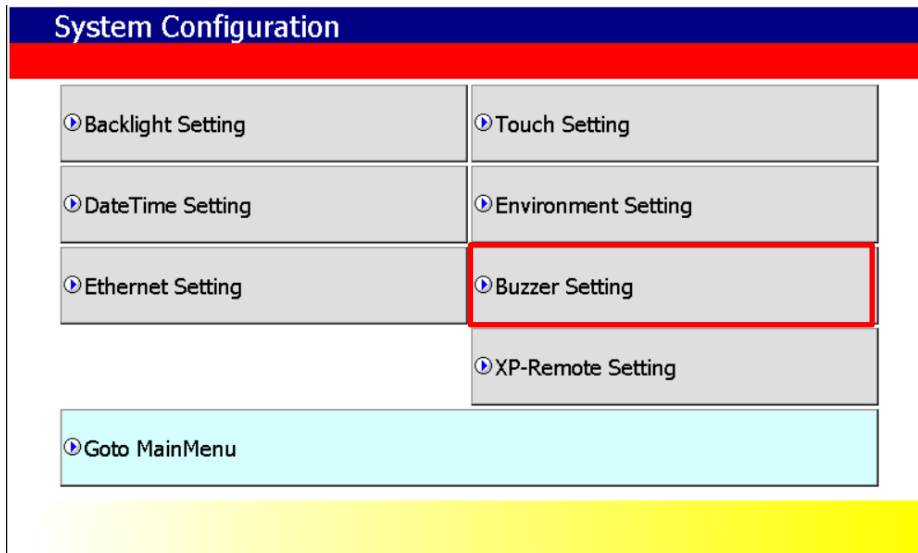 System Configuration
Backlight Setting
Touch Setting
DateTime Setting
Environment Setting
Ethernet Setting
Buzzer Setting
XP-Remote Setting
Goto MainMenu